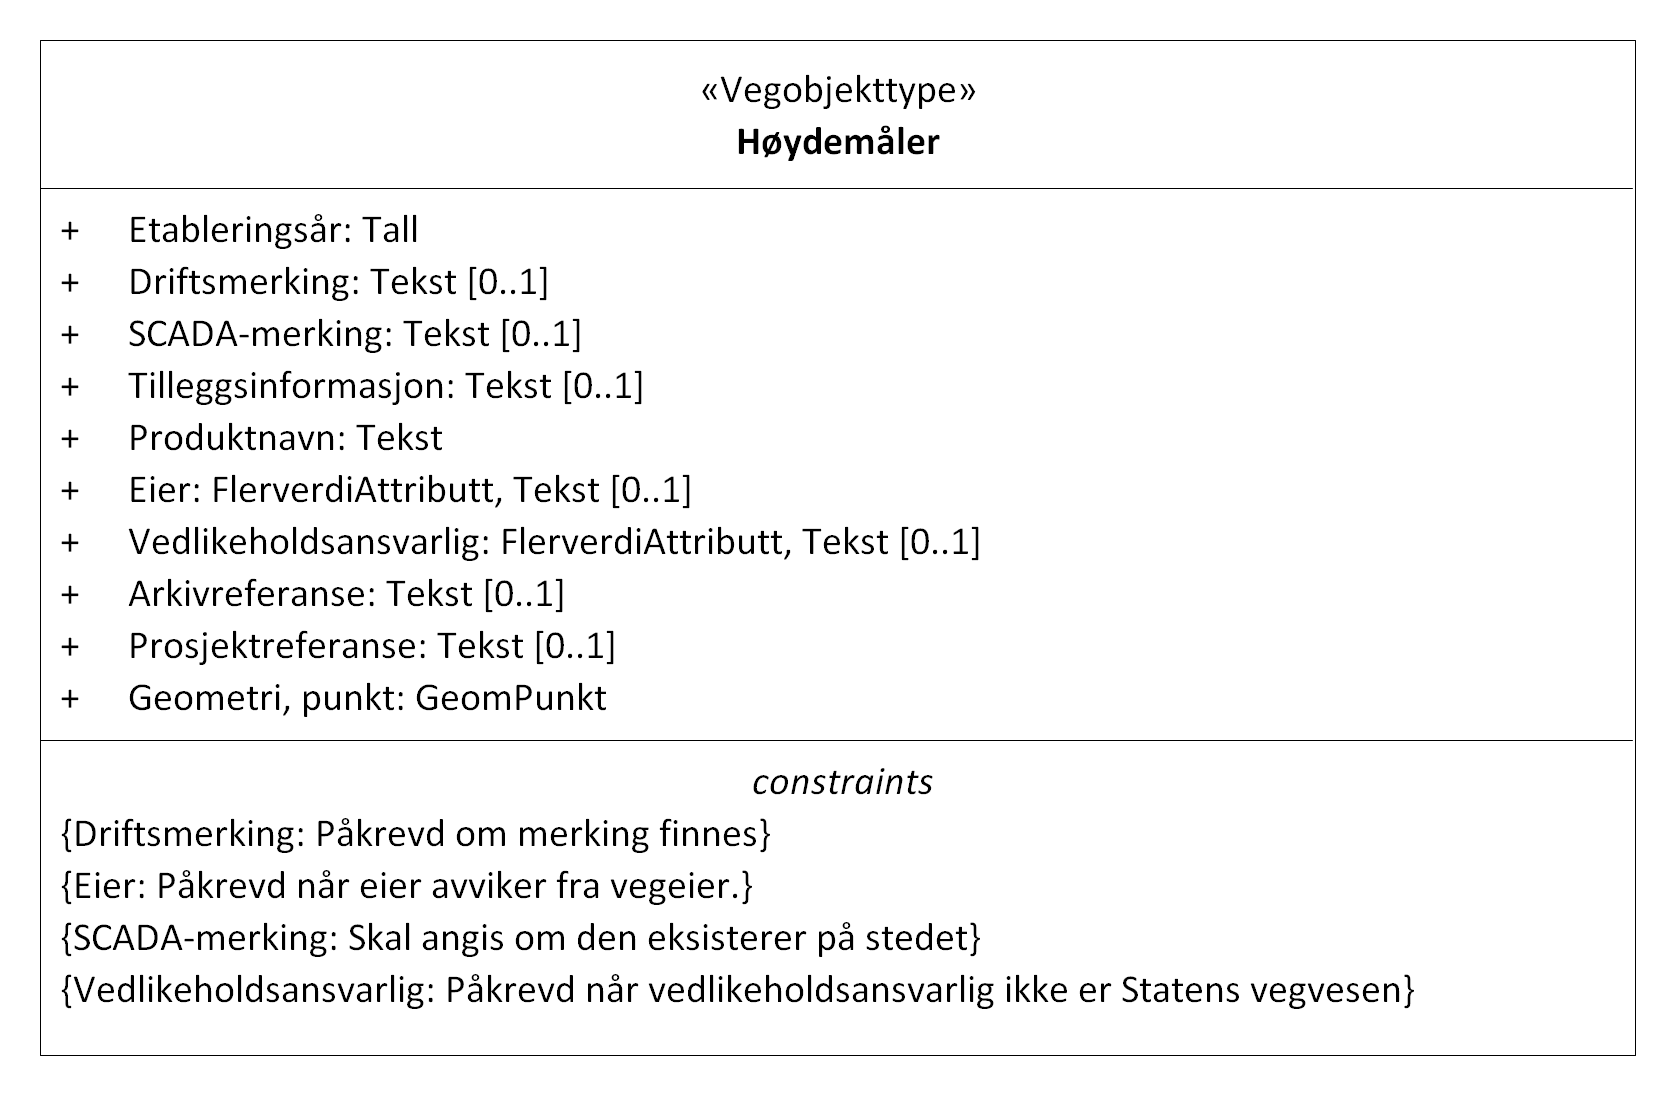 «Vegobjekttype»
Høydemåler
+ Etableringsår: Tall
+ Driftsmerking: Tekst [0..1]
+ SCADA-merking: Tekst [0..1]
+ Tilleggsinformasjon: Tekst [0..1]
+ Produktnavn: Tekst
+ Eier: FlerverdiAttributt, Tekst [0..1]
+ Vedlikeholdsansvarlig: FlerverdiAttributt, Tekst [0..1]
+ Arkivreferanse: Tekst [0..1]
+ Prosjektreferanse: Tekst [0..1]
+ Geometri, punkt: GeomPunkt
constraints
{Driftsmerking: Påkrevd om merking finnes}
{Eier: Påkrevd når eier avviker fra vegeier.}
{SCADA-merking: Skal angis om den eksisterer på stedet}
{Vedlikeholdsansvarlig: Påkrevd når vedlikeholdsansvarlig ikke er Statens vegvesen}